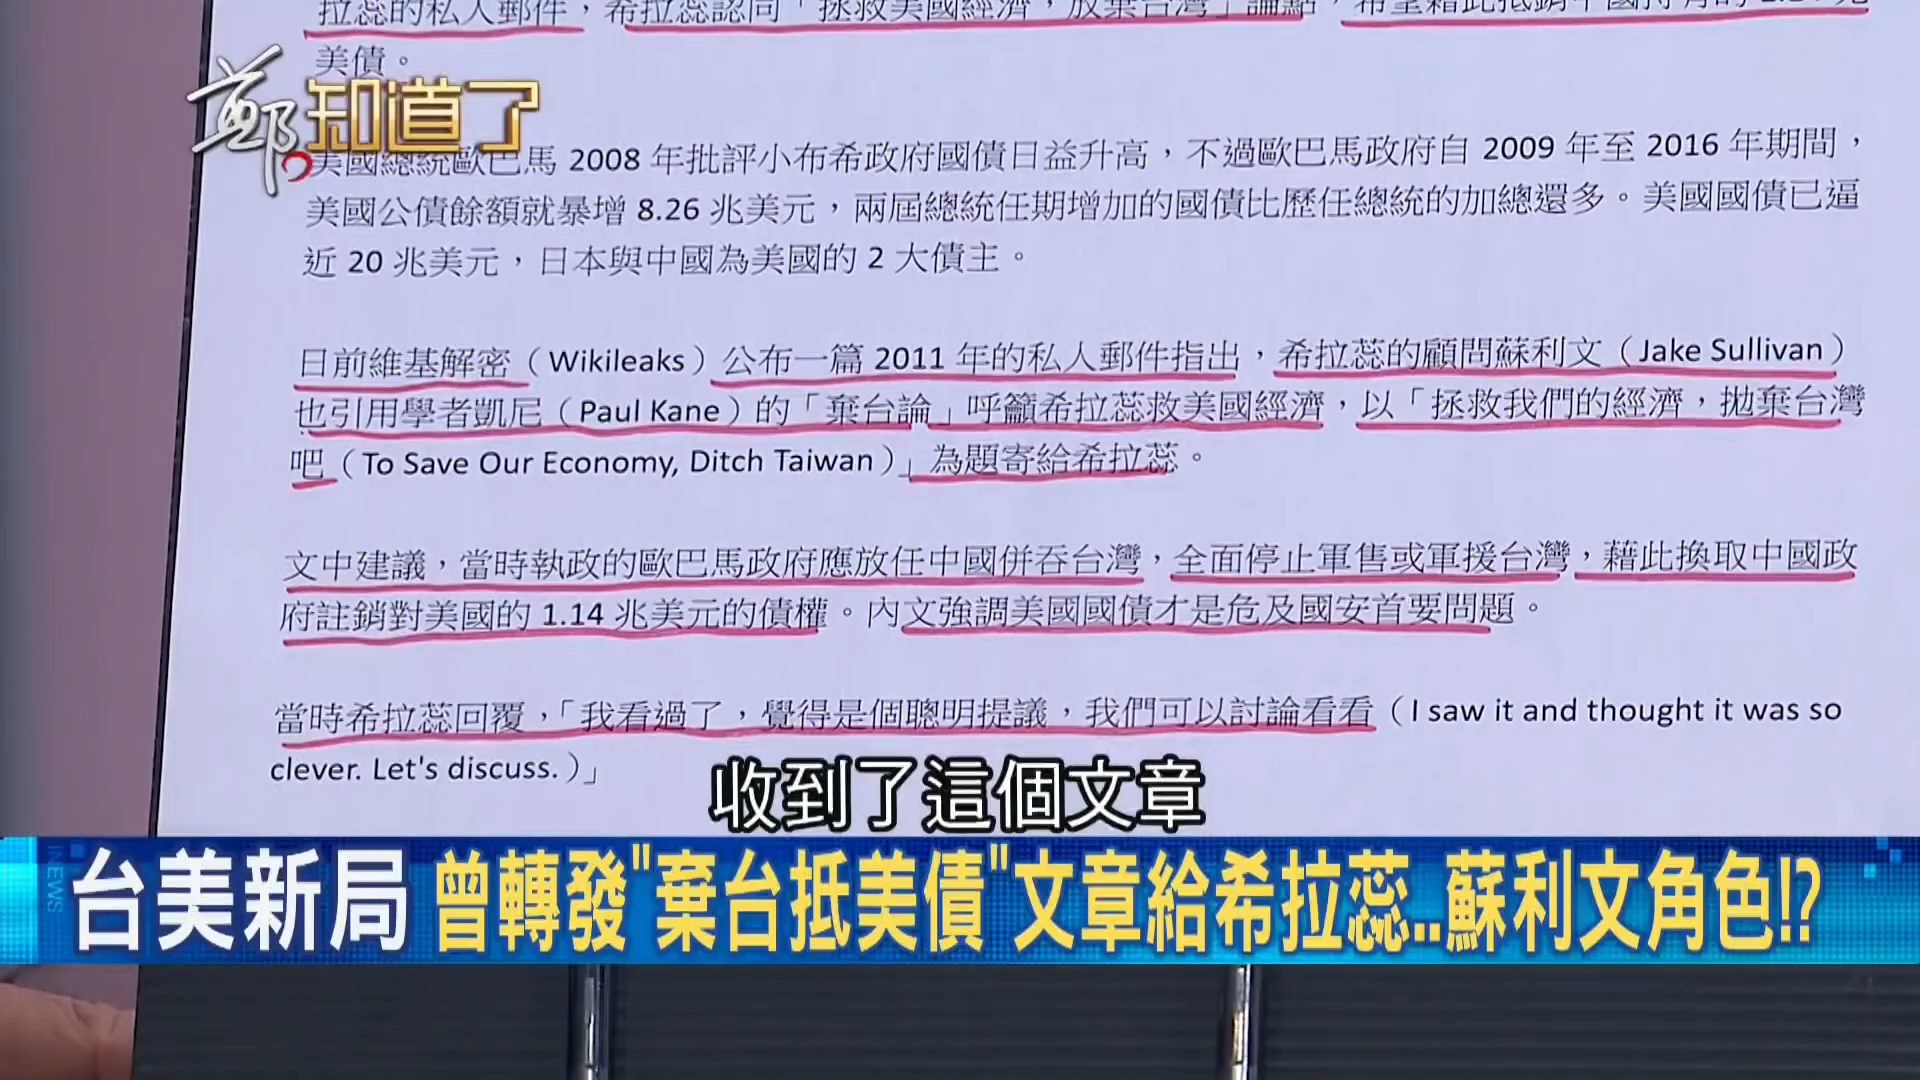 拉蕊的私人郵件，希拉蕊認同「拯救美國經濟，放棄台灣」論點，希望藉此抵銷中國持有的
美債。
鄭知道了
美國總統歐巴馬 2008 年批評小布希政府國債日益升高，不過歐巴馬政府自 2009 年至 2016 年期間，
美國公債餘額就暴增 8.26 兆美元，兩屆總統任期增加的國債比歷任總統的加總還多。美國國債已逼
近 20 兆美元，日本與中國為美國的 2 大債主。
日前維基解密（Wikileaks）公布一篇 2011 年的私人郵件指出，希拉蕊的顧問蘇利文（Jake Sullivan）
也引用學者凱尼（Paul Kane）的「棄台論」呼籲希拉蕊救美國經濟，以「拯救我們的經濟，拋棄台灣
吧（To Save Our Economy, Ditch Taiwan）」為題寄給希拉蕊。
文中建議，當時執政的歐巴馬政府應放任中國併吞台灣，全面停止軍售或軍援台灣，藉此換取中國政
府註銷對美國的 1.14 兆美元的債權。內文強調美國國債才是危及國安首要問題。
當時希拉蕊回覆，「我看過了，覺得是個聰明提議，我們可以討論看看（I saw it and thought it was so
clever. Let's discuss.）」
收到了這個文章
INEWS
台美新局 曾轉發"棄台抵美債"文章給希拉蕊..蘇利文角色!?